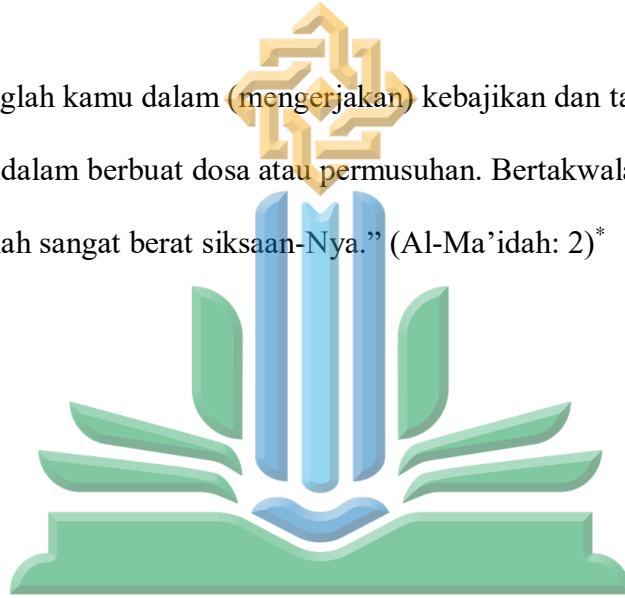 glah kamu dalam (mengerjakan) kebajikan dan ta
dalam berbuat dosa atau permusuhan. Bertakwala
lah sangat berat siksaan-Nya.” (Al-Ma’idah: 2)*